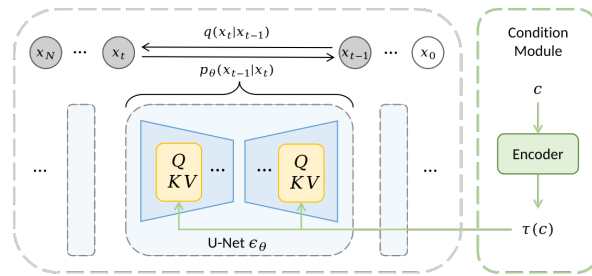 q(x_t|x_{t−1})
x_N ··· x_t x_{t−1} ··· x_0
p_θ(x_{t−1}|x_t)
··· Q ··· ··· Q ···
KV KV
U-Net ϵ_θ
Condition
Module
c
Encoder
τ(c)